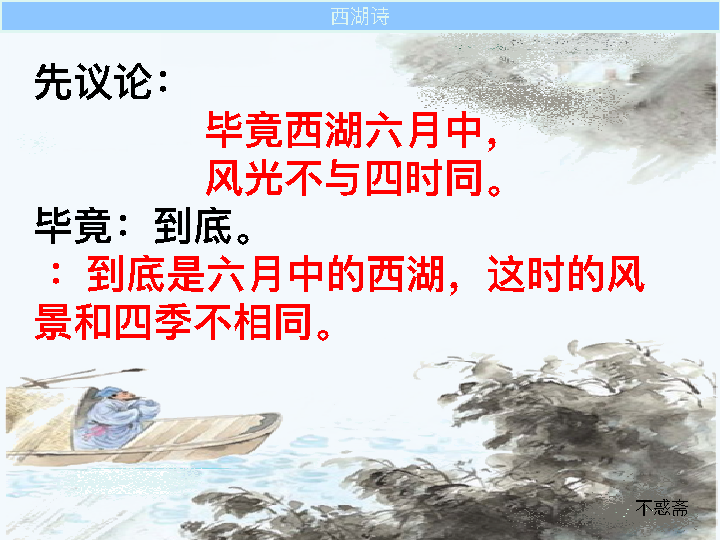 西湖诗
先议论：
毕竟西湖六月中，
风光不与四时同。
毕竟：到底。
：到底是六月中的西湖，这时的风
景和四季不相同。
不惑斋